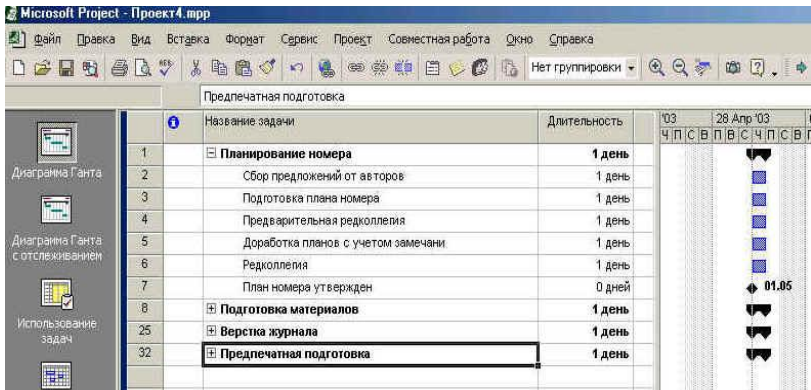 Microsoft Project - Проект4.mpp
Файл Правка Вид Вставка Формат Сервис Проект Совместная работа Окно Справка
Нет группировки
Предпечатная подготовка
Название задачи Длительность '03 28 Апр '03
Ч П С В П В С Ч П С В П
1 Планирование номера 1 день
2 Сбор предложений от авторов 1 день
3 Подготовка плана номера 1 день
4 Предварительная редколлегия 1 день
5 Доработка планов с учетом замечани 1 день
6 Редколлегия 1 день
7 План номера утвержден 0 дней 01.05
8 Подготовка материалов 1 день
25 Верстка журнала 1 день
32 Предпечатная подготовка 1 день
Диаграмма Ганта
Диаграмма Ганта
с отслеживанием
Использование
задач